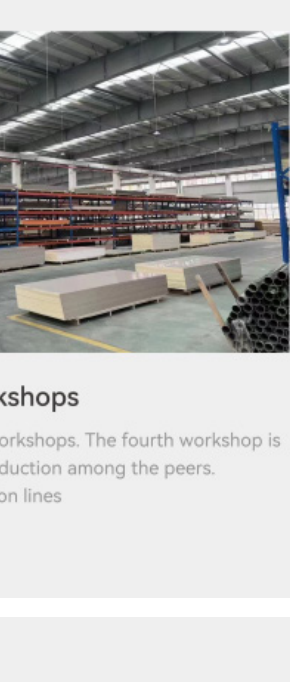 kshops
orkshops. The fourth workshop is
duction among the peers.
on lines